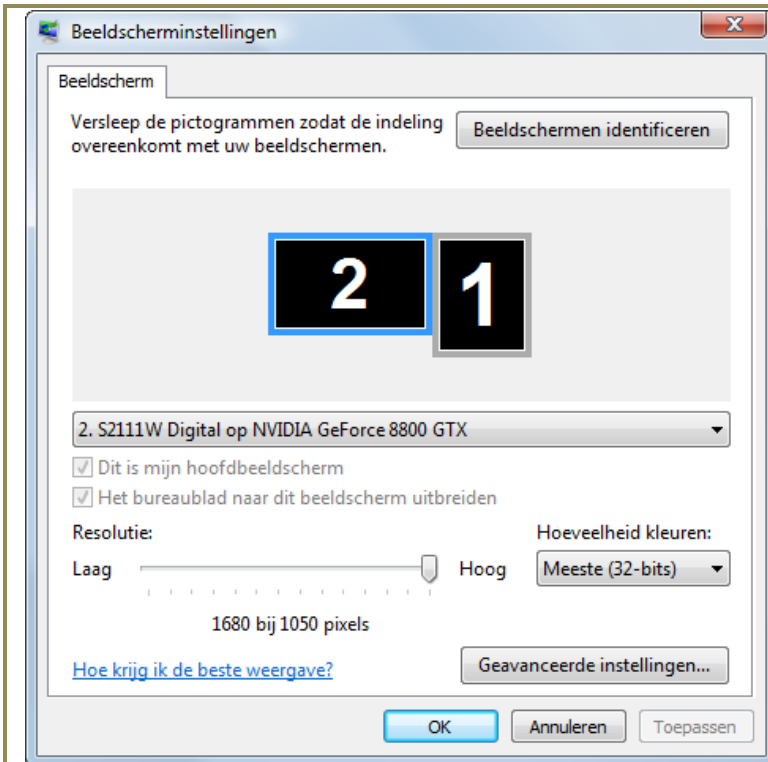 Beeldscherminstellingen
Beeldscherm
Versleep de pictogrammen zodat de indeling
overeenkomt met uw beeldschermen.
Beeldschermen identificeren
2
1
2. S2111W Digital op NVIDIA GeForce 8800 GTX
Dit is mijn hoofdbeeldscherm
Het bureaublad naar dit beeldscherm uitbreiden
Resolutie:
Hoeveelheid kleuren:
Laag
Hoog
Meeste (32-bits)
1680 bij 1050 pixels
Hoe krijg ik de beste weergave?
Geavanceerde instellingen...
OK
Annuleren
Toepassen